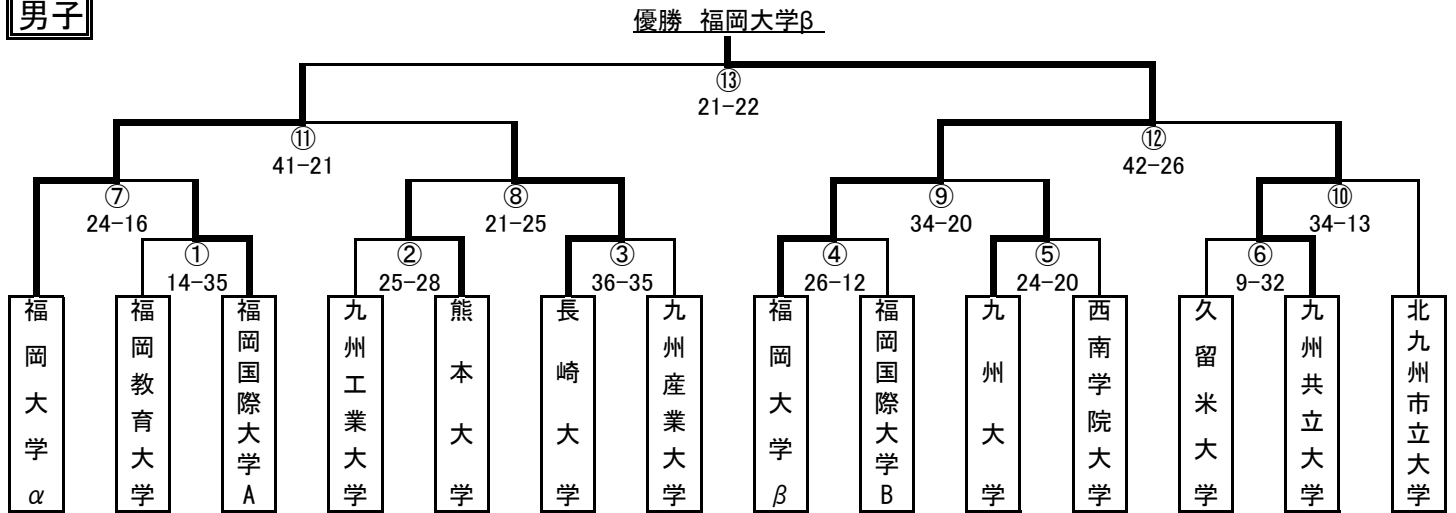 男子
優勝 福岡大学β
⑬
21-22
⑪
41-21
⑫
42-26
⑦
24-16
⑧
21-25
⑨
34-20
⑩
34-13
①
14-35
②
25-28
③
36-35
④
26-12
⑤
24-20
⑥
9-32
福岡大学α
福岡教育大学
福岡国際大学A
九州工業大学
熊本大学
長崎大学
九州産業大学
福岡大学β
福岡国際大学B
九州大学
西南学院大学
久留米大学
九州共立大学
北九州市立大学